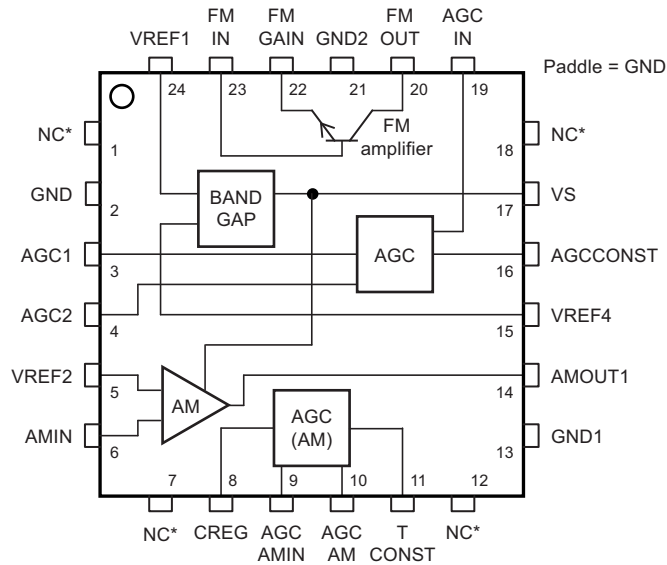 FM FM FM AGC
VREF1 IN GAIN GND2 OUT IN
Paddle = GND
24 23 22 21 20 19
FM
amplifier
NC* 1 18 NC*
GND 2 BAND
GAP 17 VS
AGC1 3 AGC 16 AGCCONST
AGC2 4 15 VREF4
VREF2 5 AM 14 AMOUT1
AMIN 6 AGC
(AM) 13 GND1
7 8 9 10 11 12
NC* CREG AGC AGC T NC*
AMIN AM CONST